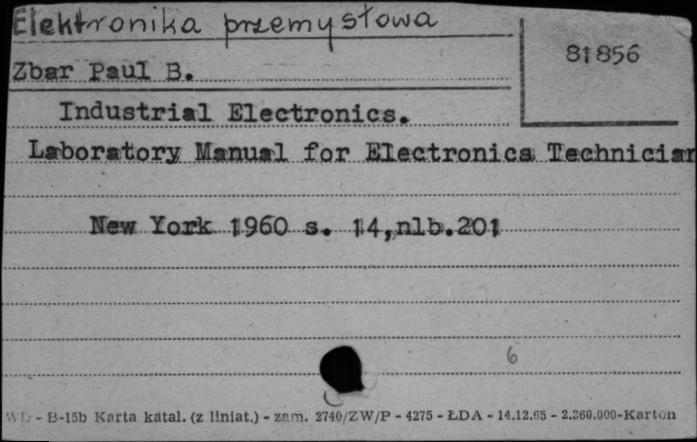 Elektronika przemysłowa
81856
Zbar Paul B.
Industrial Electronics.
Laboratory Manual for Electronics Technician
New York 1960 s. 14,nlb.201
6
WD - B-15b Karta katal. (z liniat.) - zam. 2740/ZW/P - 4275 - ŁDA - 14.12.65 - 2.360.000-Karton